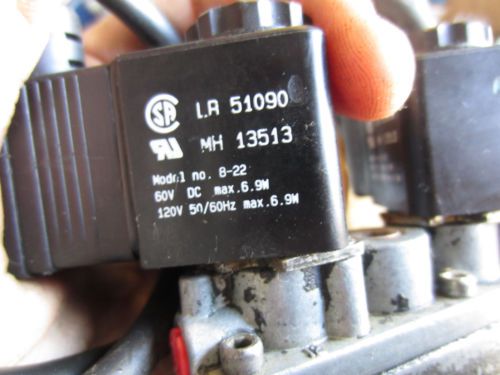 SA LR 51090
MH 13513
Model no. 8-22
60V DC max.6.9W
120V 50/60Hz max.6.9W